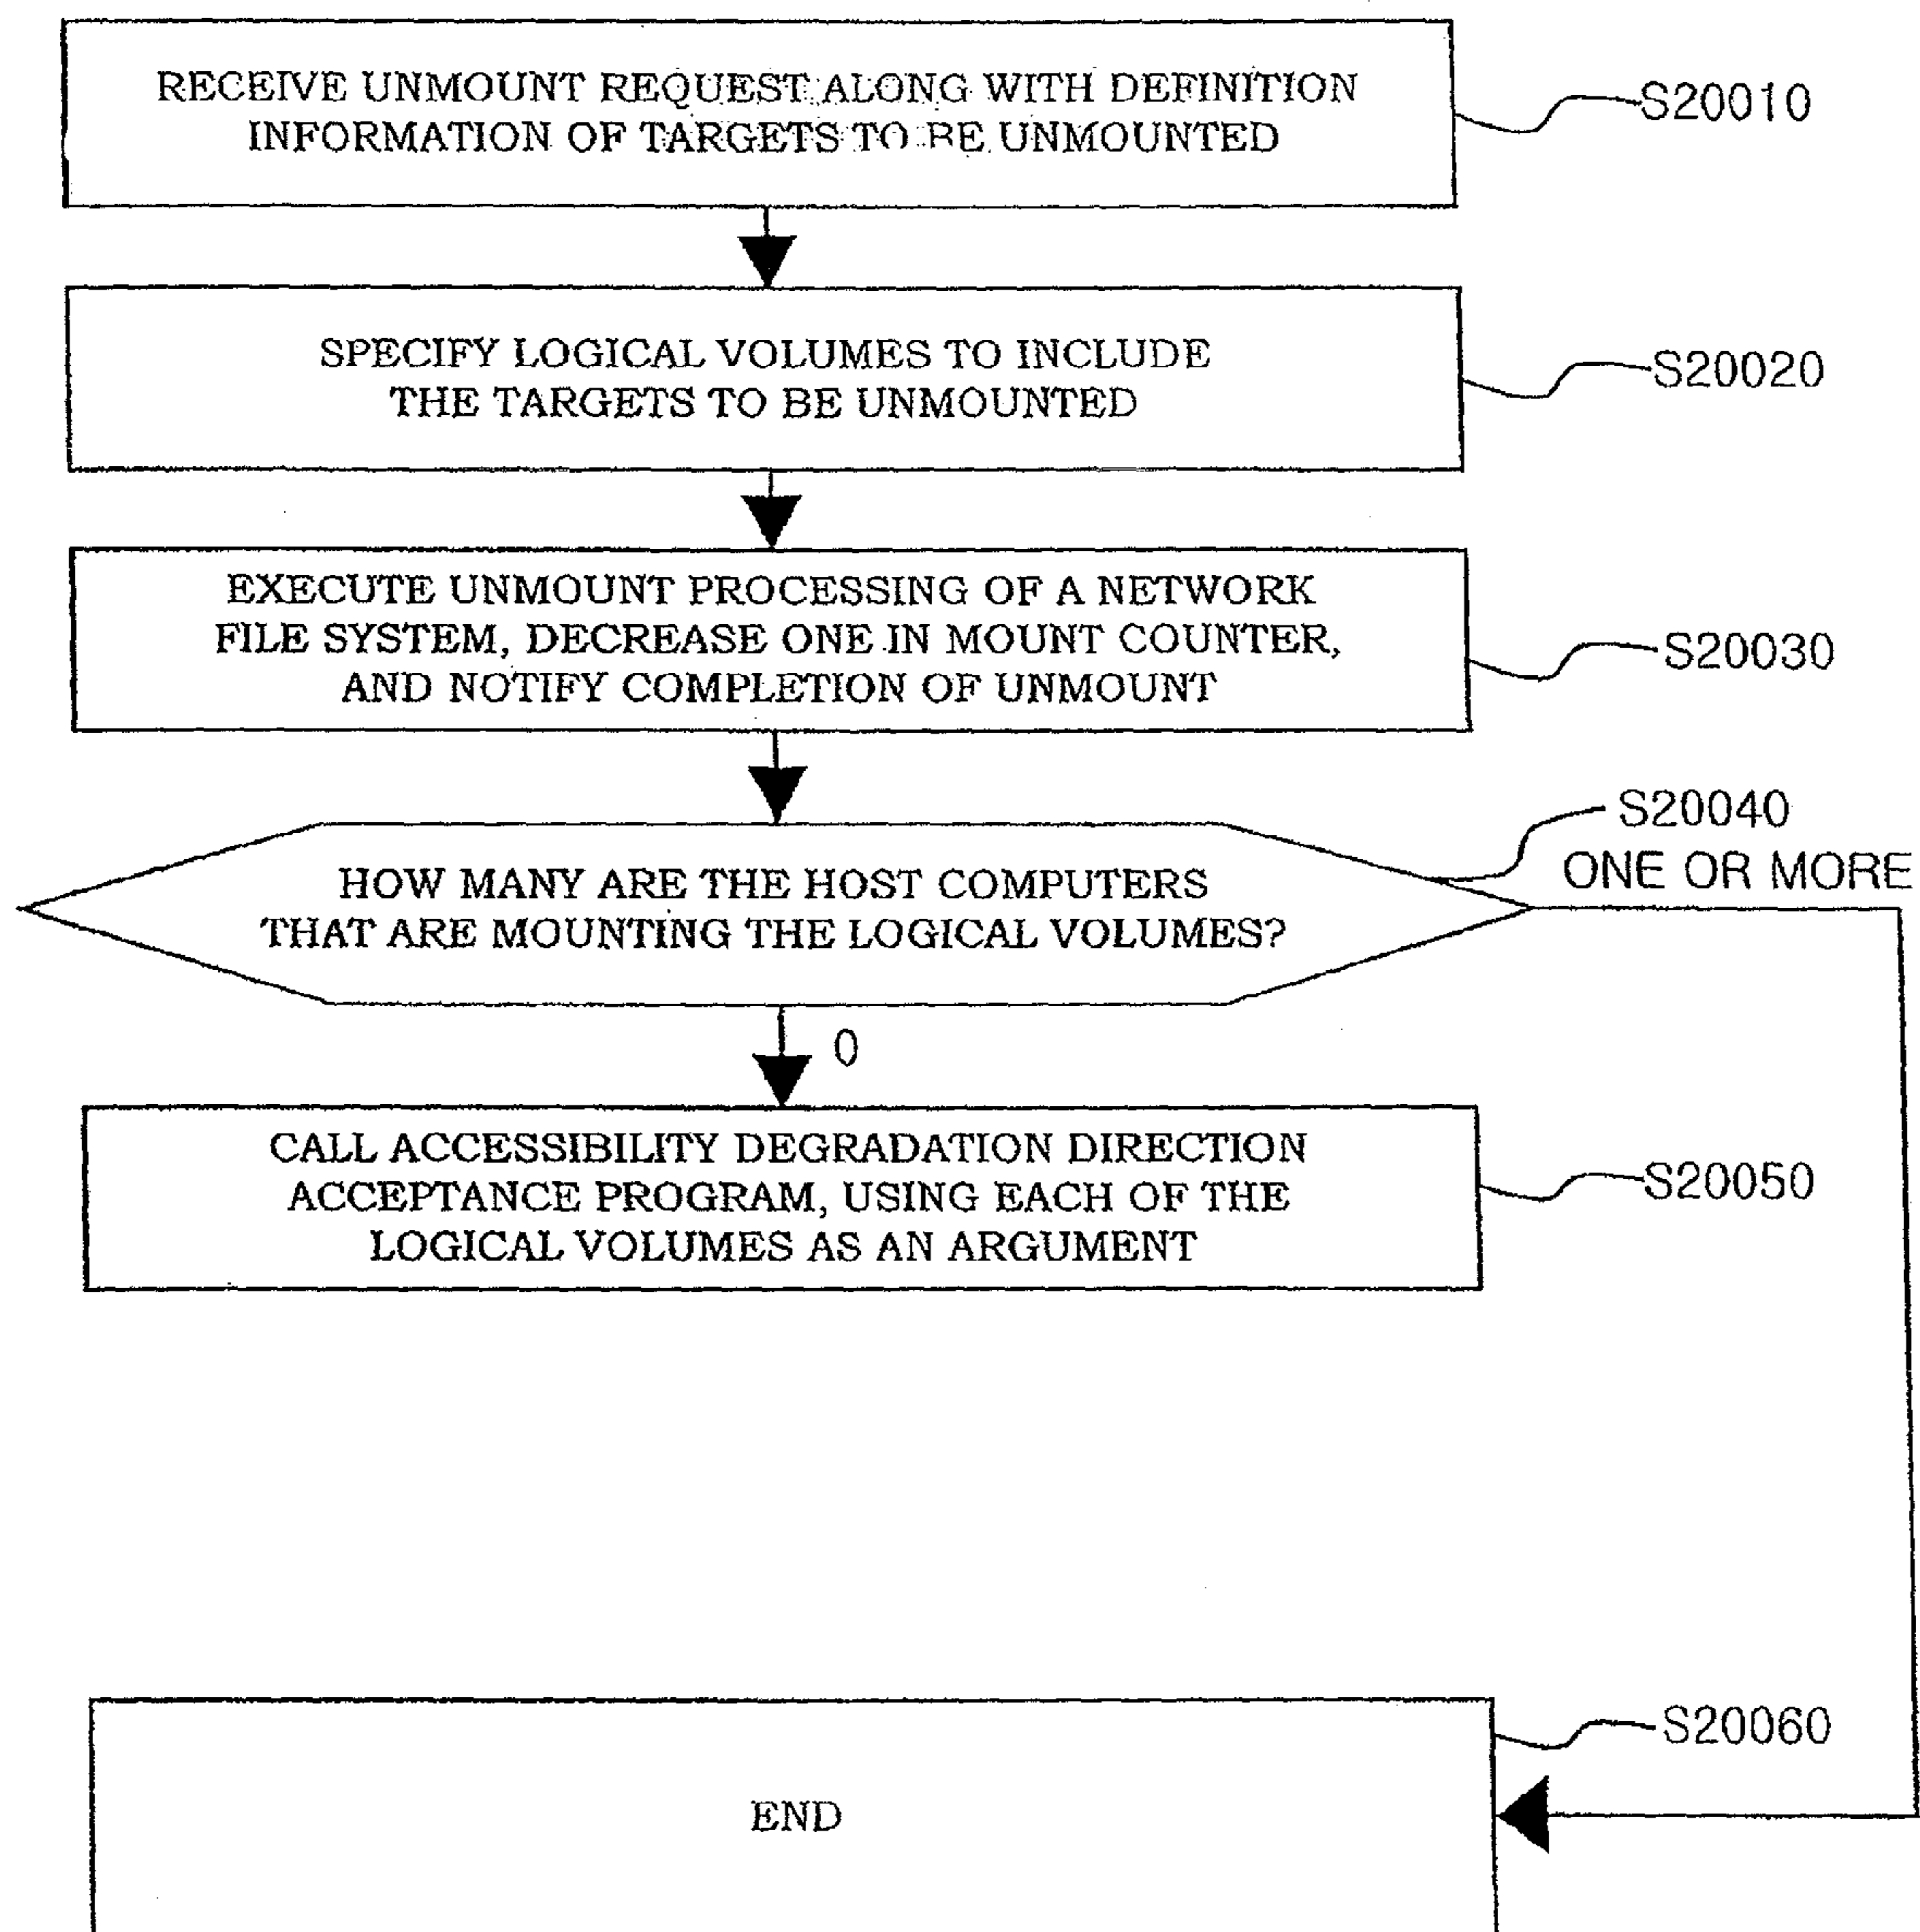 RECEIVE UNMOUNT REQUEST ALONG WITH DEFINITION
INFORMATION OF TARGETS TO BE UNMOUNTED
S20010
SPECIFY LOGICAL VOLUMES TO INCLUDE
THE TARGETS TO BE UNMOUNTED
S20020
EXECUTE UNMOUNT PROCESSING OF A NETWORK
FILE SYSTEM, DECREASE ONE IN MOUNT COUNTER,
AND NOTIFY COMPLETION OF UNMOUNT
S20030
S20040
ONE OR MORE
HOW MANY ARE THE HOST COMPUTERS
THAT ARE MOUNTING THE LOGICAL VOLUMES?
0
CALL ACCESSIBILITY DEGRADATION DIRECTION
ACCEPTANCE PROGRAM, USING EACH OF THE
LOGICAL VOLUMES AS AN ARGUMENT
S20050
S20060
END